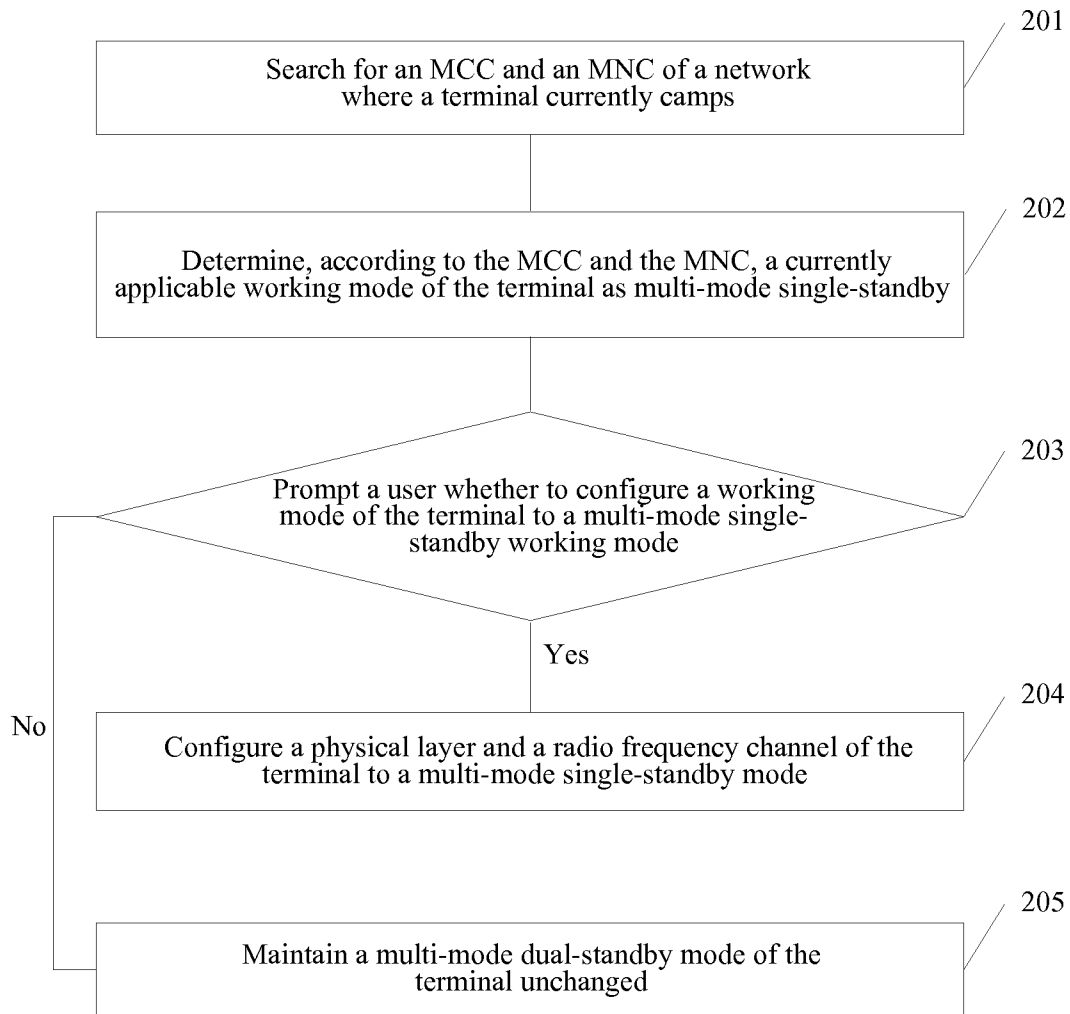 201
Search for an MCC and an MNC of a network
where a terminal currently camps
202
Determine, according to the MCC and the MNC, a currently
applicable working mode of the terminal as multi-mode single-standby
203
Prompt a user whether to configure a working
mode of the terminal to a multi-mode single-
standby working mode
Yes
204
No
Configure a physical layer and a radio frequency channel of the
terminal to a multi-mode single-standby mode
205
Maintain a multi-mode dual-standby mode of the
terminal unchanged